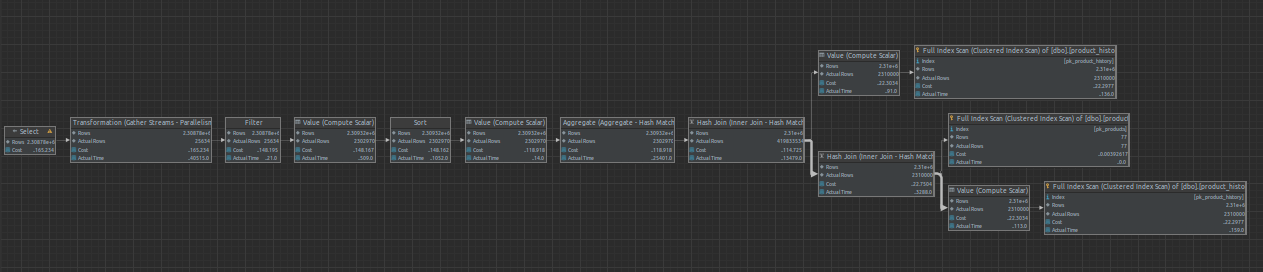 Select
Rows 2.30878e+6
Cost .165.234
Transformation (Gather Streams - Parallelism
Rows 2.30878e+6
Actual Rows 25634
Cost .165.234
Actual Time .40515.0
Filter
Rows 2.30878e+6
Actual Rows 25634
Cost .148.195
Actual Time .21.0
Value (Compute Scalar)
Rows 2.30932e+6
Actual Rows 2302970
Cost .148.167
Actual Time .509.0
Sort
Rows 2.30932e+6
Actual Rows 2302970
Cost .148.162
Actual Time .1052.0
Value (Compute Scalar)
Rows 2.30932e+6
Actual Rows 2302970
Cost .118.918
Actual Time .14.0
Aggregate (Aggregate - Hash Match
Rows 2.30932e+6
Actual Rows 2302970
Cost .118.918
Actual Time .25401.0
Hash Join (Inner Join - Hash Match
Rows 2.31e+6
Actual Rows
Cost .114.725
Actual Time .13479.0
Value (Compute Scalar)
Rows 2.31e+6
Actual Rows 2310000
Cost .22.3034
Actual Time .91.0
Full Index Scan (Clustered Index Scan) of [dbo].[product_histo
Index [pk_product_history]
Rows 2.31e+6
Actual Rows 2310000
Cost .22.2977
Actual Time .136.0
Hash Join (Inner Join - Hash Match
Rows 2.31e+6
Actual Rows 2310000
Cost .22.7504
Actual Time .3288.0
Full Index Scan (Clustered Index Scan) of [dbo].[product
Index [pk_products]
Rows 77
Actual Rows 77
Cost .0.00392617
Actual Time .0.0
Value (Compute Scalar)
Rows 2.31e+6
Actual Rows 2310000
Cost .22.3034
Actual Time .113.0
Full Index Scan (Clustered Index Scan) of [dbo].[product_histo
Index [pk_product_history]
Rows 2.31e+6
Actual Rows 2310000
Cost .22.2977
Actual Time .159.0